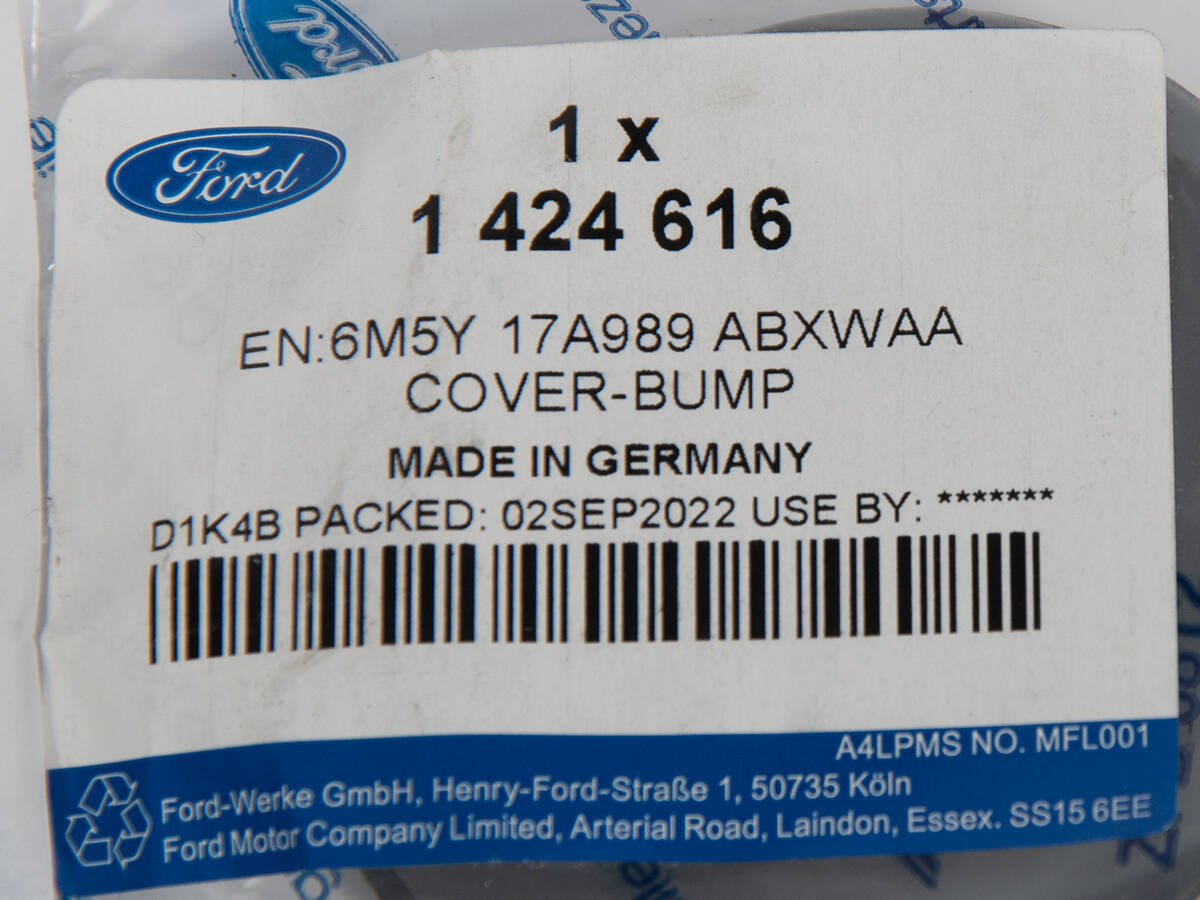 Ford
Ford
1 x
1 424 616
EN:6M5Y 17A989 ABXWAA
COVER-BUMP
MADE IN GERMANY
D1K4B PACKED: 02SEP2022 USE BY: *******
A4LPMS NO. MFL001
Ford-Werke GmbH, Henry-Ford-Straße 1, 50735 Köln
Ford Motor Company Limited, Arterial Road, Laindon, Essex. SS15 6EE